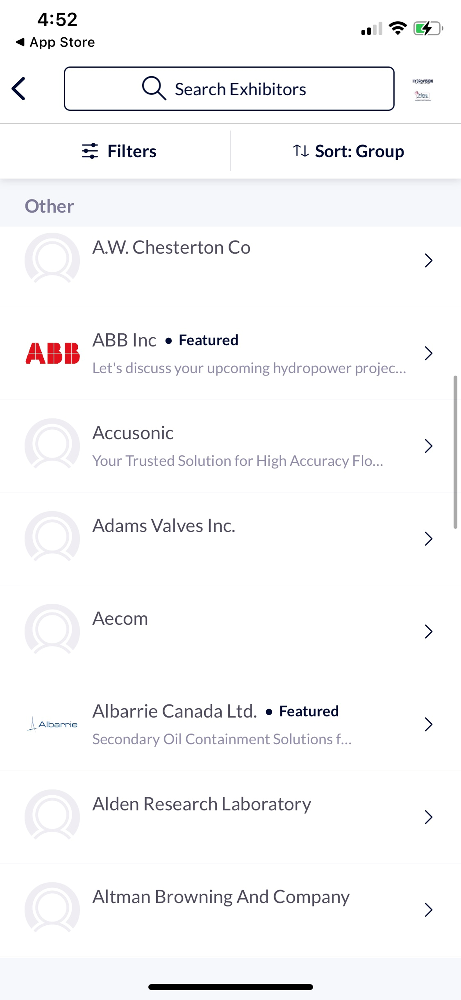 4:52
App Store
Search Exhibitors
HYDROVISION
INTERNATIONAL
Mesa
Filters
Sort: Group
Other
A.W. Chesterton Co
ABB
ABB Inc • Featured
Let's discuss your upcoming hydropower projec...
Accusonic
Your Trusted Solution for High Accuracy Flo...
Adams Valves Inc.
Aecom
Albarrie
Albarrie Canada Ltd. • Featured
Secondary Oil Containment Solutions f...
Alden Research Laboratory
Altman Browning And Company